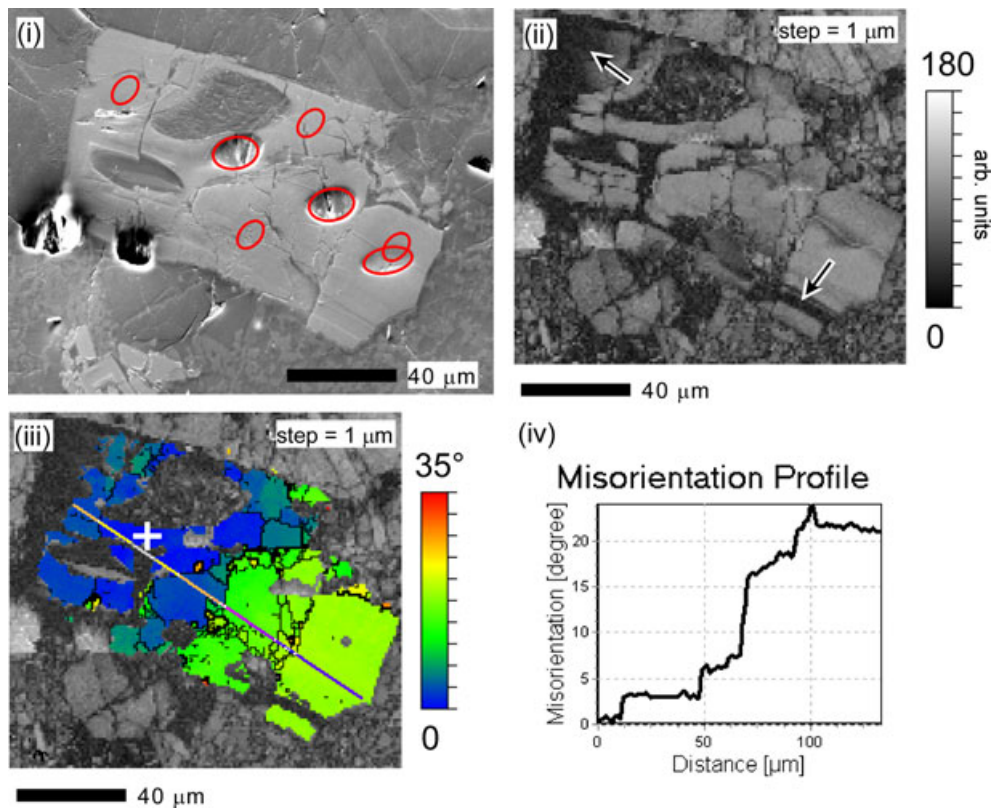 (i)
40 μm
(ii)
step = 1 μm
180
arb. units
0
40 μm
(iii)
step = 1 μm
35°
0
40 μm
(iv)
Misorientation Profile
Misorientation [degree]
20
15
10
5
0
0
50
100
Distance [µm]